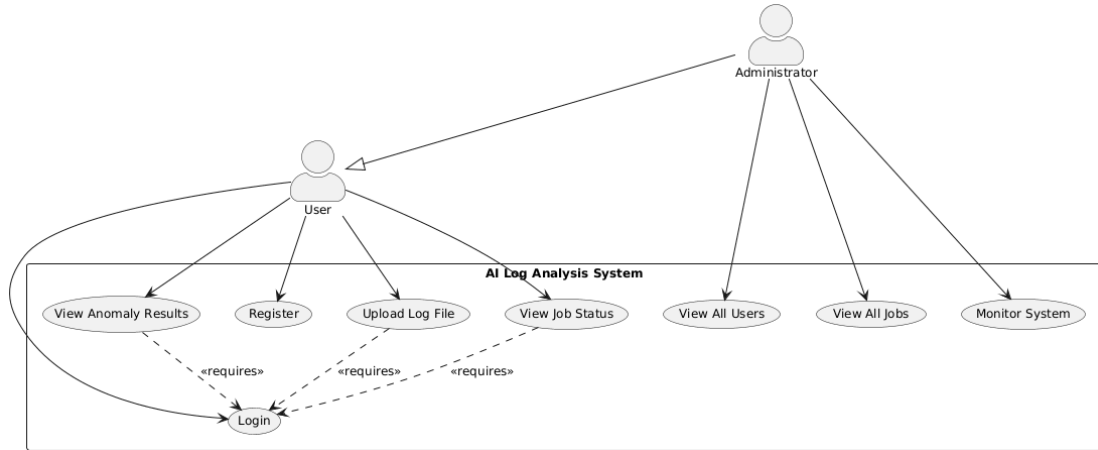 Administrator
User
AI Log Analysis System
View Anomaly Results
Register
Upload Log File
View Job Status
View All Users
View All Jobs
Monitor System
«requires»
«requires»
«requires»
Login